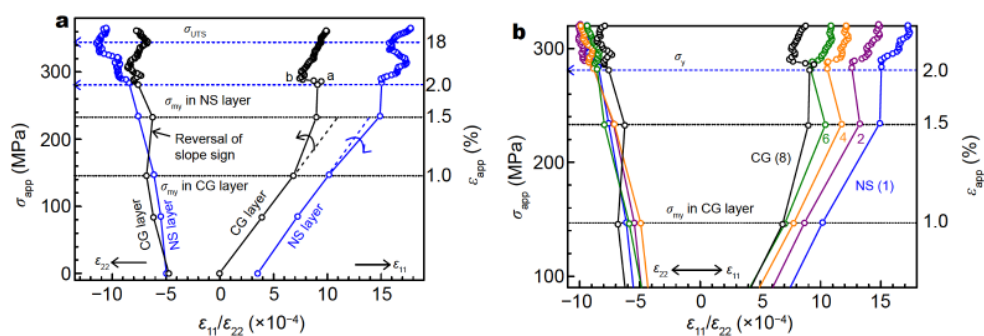 a
σUTS
18
b
a
2.0
σmy in NS layer
1.5
Reversal of
slope sign
1.0
σmy in CG layer
CG layer
NS layer
CG layer
NS layer
ε22
ε11
400
300
200
100
0
σapp (MPa)
εapp (%)
−10
−5
0
5
10
15
ε11/ε22 (×10−4)
b
σy
2.0
1.5
6
4
2
CG (8)
NS (1)
σmy in CG layer
1.0
ε22
ε11
300
200
100
σapp (MPa)
εapp (%)
−10
−5
0
5
10
15
ε11/ε22 (×10−4)